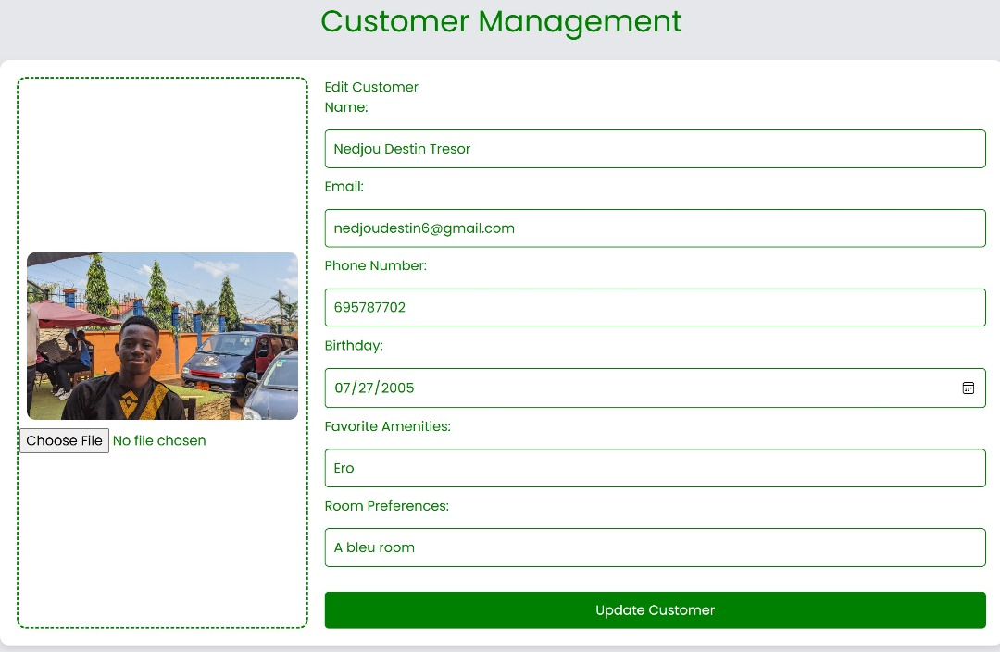 Customer Management
Edit Customer
Name:
Nedjou Destin Tresor
Email:
nedjoudestin6@gmail.com
Phone Number:
695787702
Birthday:
07/27/2005
Favorite Amenities:
Ero
Room Preferences:
A bleu room
Choose File No file chosen
Update Customer